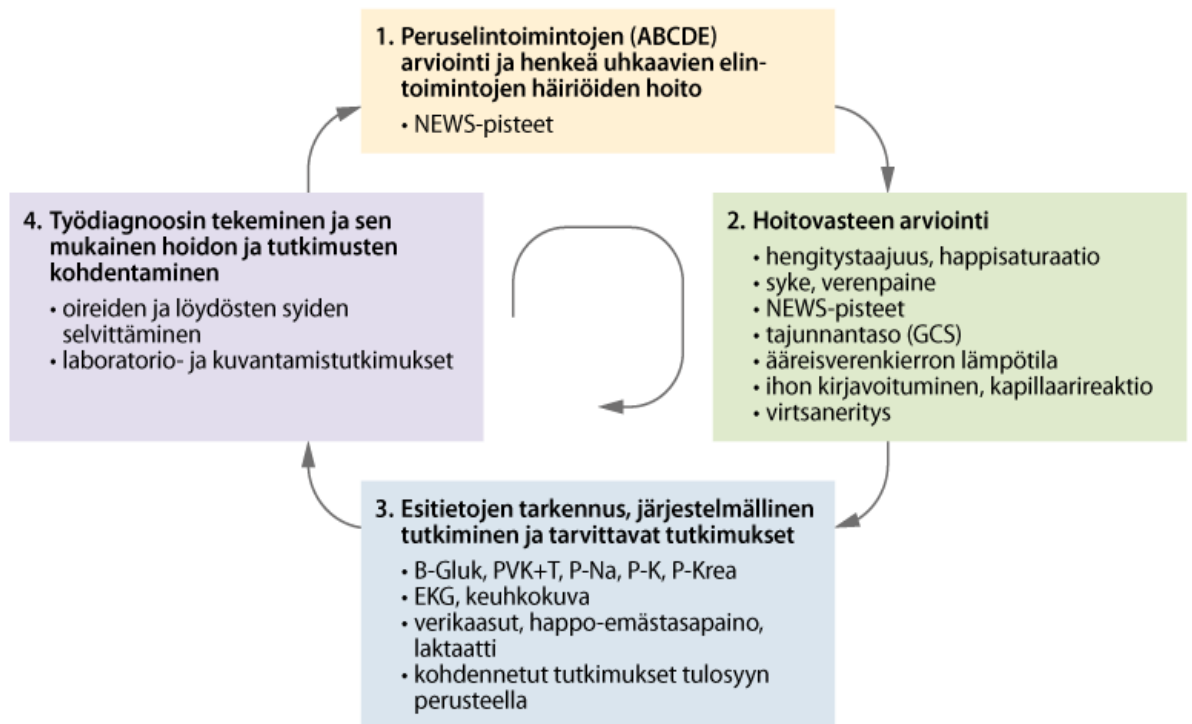 1. Peruselintoimintojen (ABCDE)
arviointi ja henkeä uhkaavien elin-
toimintojen häiriöiden hoito
• NEWS-pisteet
2. Hoitovasteen arviointi
• hengitystaajuus, happisaturaatio
• syke, verenpaine
• NEWS-pisteet
• tajunnantaso (GCS)
• ääreisverenkierron lämpötila
• ihon kirjavoituminen, kapillaarireaktio
• virtsaneritys
3. Esitietojen tarkennus, järjestelmällinen
tutkiminen ja tarvittavat tutkimukset
• B-Gluk, PVK+T, P-Na, P-K, P-Krea
• EKG, keuhkokuva
• verikaasut, happo-emästasapaino,
laktaatti
• kohdennetut tutkimukset tulosyyn
perusteella
4. Työdiagnoosin tekeminen ja sen
mukainen hoidon ja tutkimusten
kohdentaminen
• oireiden ja löydösten syiden
selvittäminen
• laboratorio- ja kuvantamistutkimukset